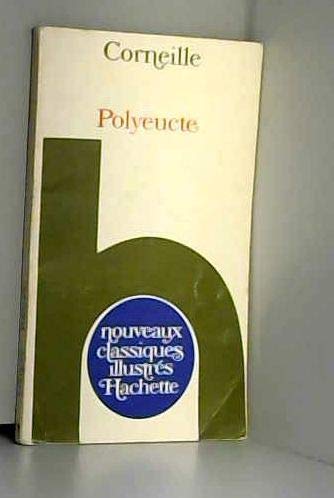 Corneille
Polyeucte
h
nouveaux
classiques
illustrés
Hachette